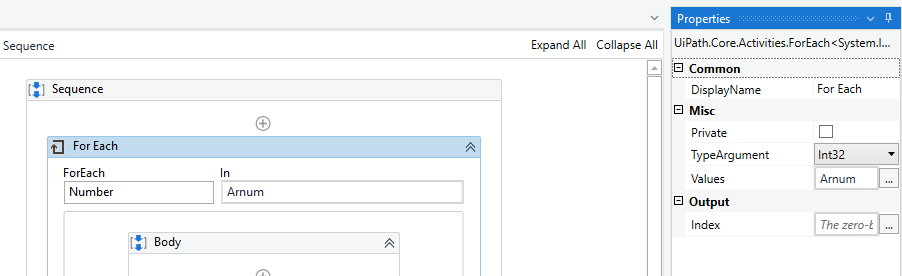 Properties
UiPath.Core.Activities.ForEach<System.I...
Sequence
Expand All
Collapse All
Common
DisplayName
For Each
Misc
Private
TypeArgument
Int32
Values
Arnum
...
Output
Index
The zero-b
...
Sequence
For Each
ForEach
In
Number
Arnum
Body